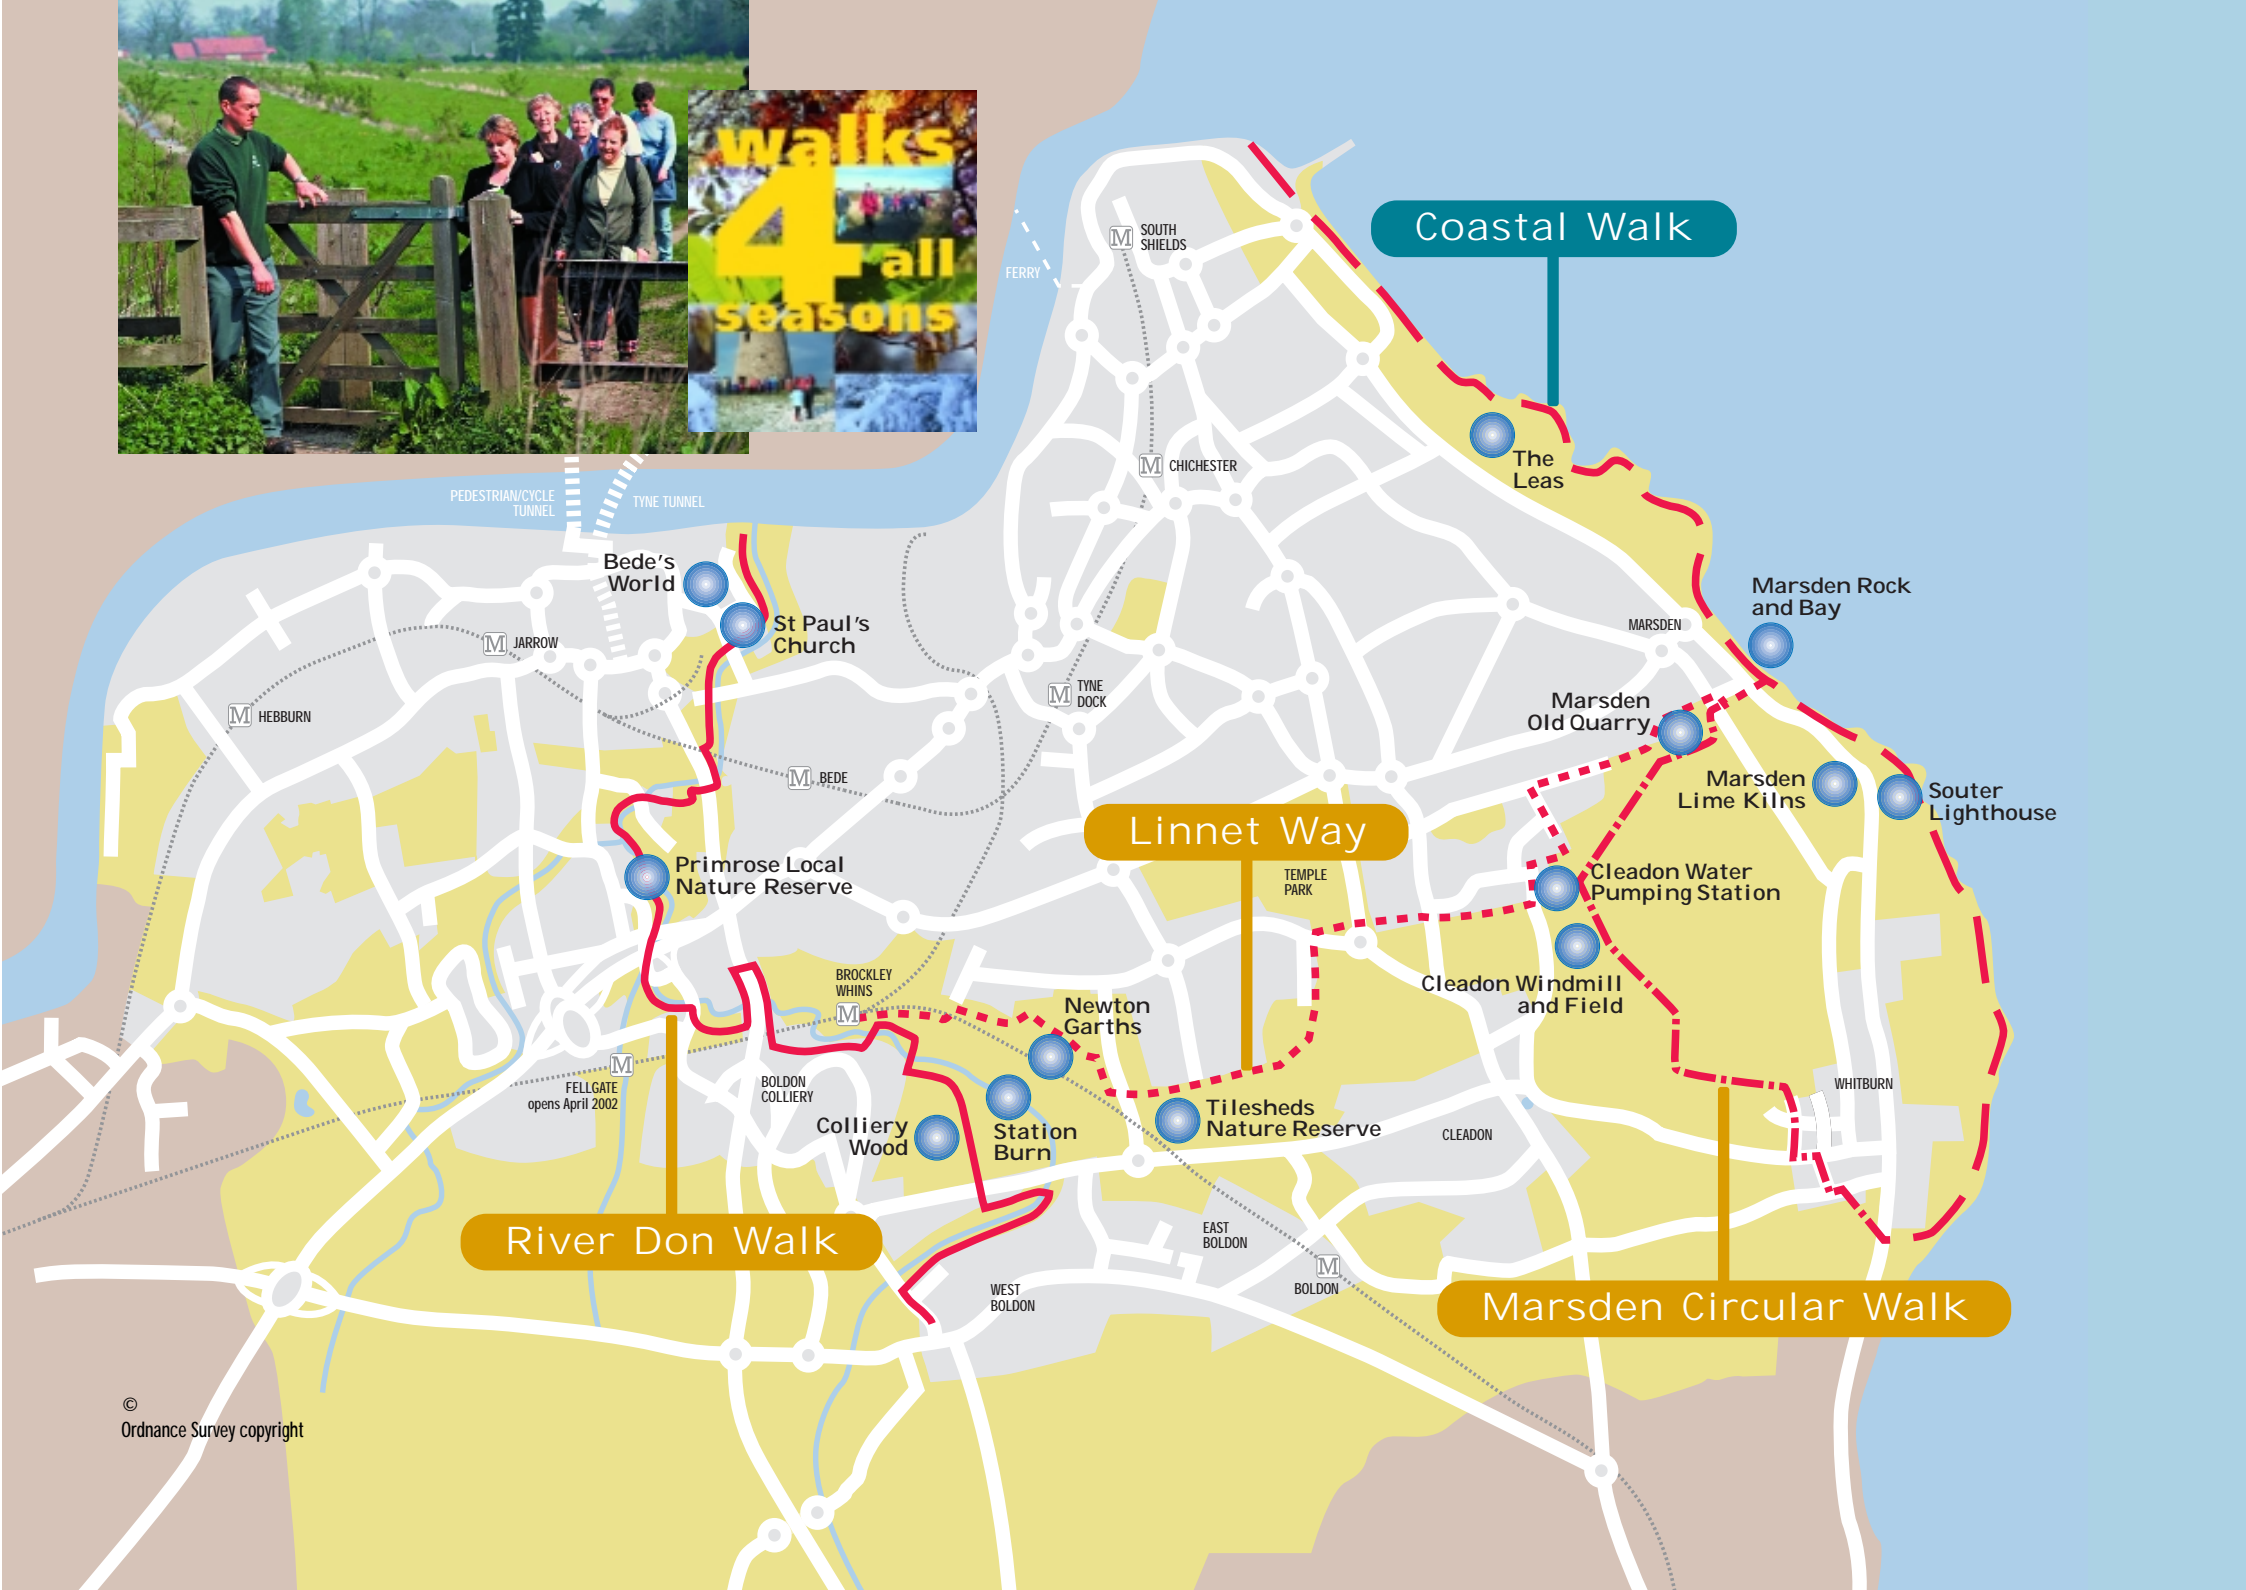 walks
4 all
seasons
Coastal Walk
SOUTH
SHIELDS
M
FERRY
The
Leas
M
CHICHESTER
PEDESTRIAN/CYCLE
TUNNEL
TYNE TUNNEL
Bede's
World
St Paul's
Church
Marsden Rock
and Bay
MARSDEN
M
JARROW
M
HEBBURN
M
TYNE
DOCK
Marsden
Old Quarry
M
BEDE
Marsden
Lime Kilns
Souter
Lighthouse
Linnet Way
Primrose Local
Nature Reserve
TEMPLE
PARK
Cleadon Water
Pumping Station
Cleadon Windmill
and Field
BROCKLEY
WHINS
M
Newton
Garths
M
FELLGATE
opens April 2002
BOLDON
COLLIERY
Colliery
Wood
Station
Burn
Tilesheds
Nature Reserve
CLEADON
WHITBURN
River Don Walk
EAST
BOLDON
M
BOLDON
WEST
BOLDON
Marsden Circular Walk
©
Ordnance Survey copyright